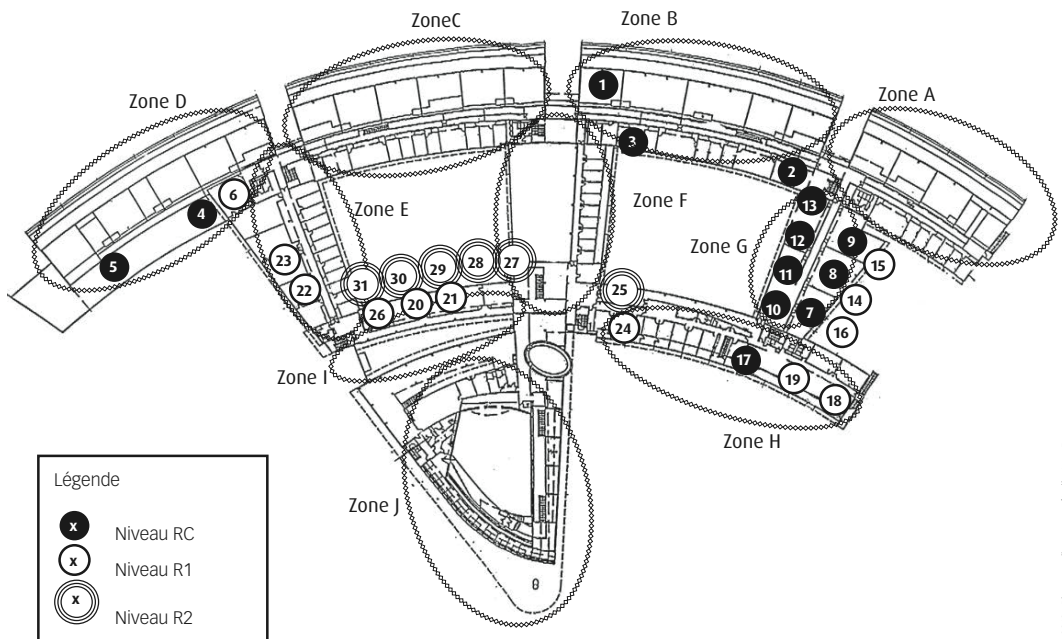 ZoneC
Zone B
Zone D
Zone A
1
3
2
6
4
13
Zone E
Zone F
12
9
5
23
Zone G
15
28
27
29
8
11
30
31
22
25
14
21
20
26
10
7
24
16
17
Zone I
19
18
Zone H
Légende
Zone J
x Niveau RC
x Niveau R1
x Niveau R2